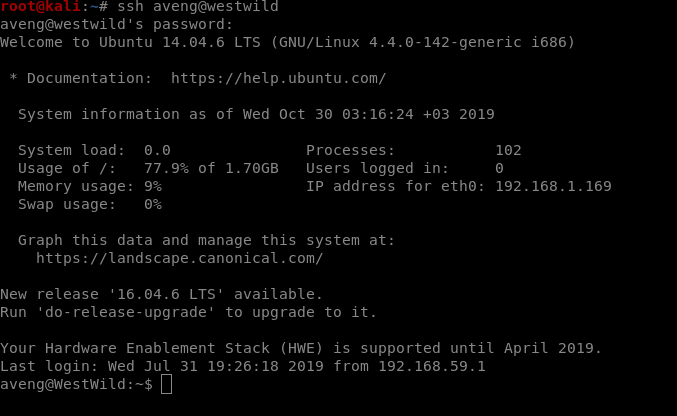 root@kali:~# ssh aveng@westwild
aveng@westwild's password:
Welcome to Ubuntu 14.04.6 LTS (GNU/Linux 4.4.0-142-generic i686)

 * Documentation:  https://help.ubuntu.com/

  System information as of Wed Oct 30 03:16:24 +03 2019

  System load:  0.0               Processes:           102
  Usage of /:   77.9% of 1.70GB   Users logged in:     0
  Memory usage: 9%                IP address for eth0: 192.168.1.169
  Swap usage:   0%

  Graph this data and manage this system at:
    https://landscape.canonical.com/

New release '16.04.6 LTS' available.
Run 'do-release-upgrade' to upgrade to it.

Your Hardware Enablement Stack (HWE) is supported until April 2019.
Last login: Wed Jul 31 19:26:18 2019 from 192.168.59.1
aveng@WestWild:~$